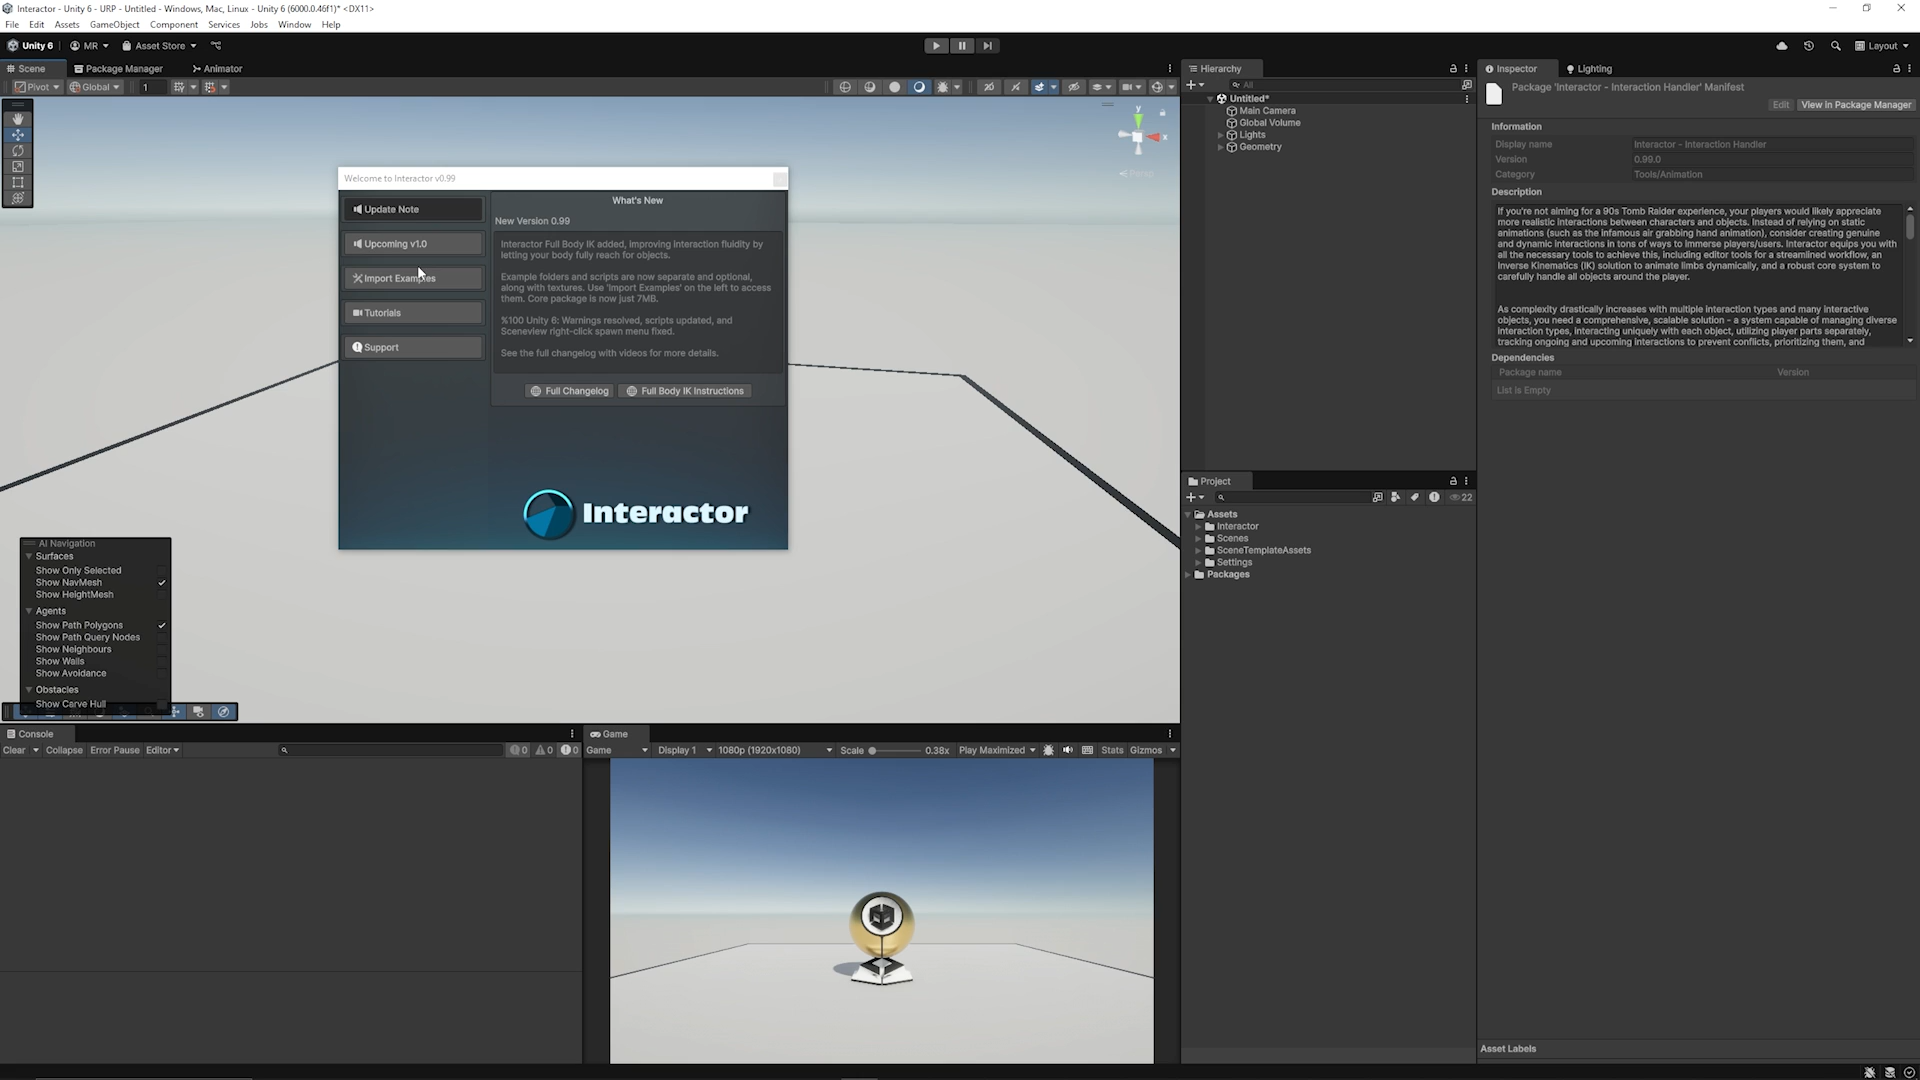 Interactor - Unity 6 - URP - Untitled - Windows, Mac, Linux - Unity 6 (6000.0.46f1)* <DX11>
File Edit Assets GameObject Component Services Jobs Window Help
Unity 6 MR Asset Store Layout
Scene Package Manager Animator
Pivot Global 1
y
x
Persp
Welcome to Interactor v0.99
Update Note
Upcoming v1.0
Import Examples
Tutorials
Support
What's New
New Version 0.99
Interactor Full Body IK added, improving interaction fluidity by
letting your body fully reach for objects.
Example folders and scripts are now separate and optional,
along with textures. Use 'Import Examples' on the left to access
them. Core package is now just 7MB.
%100 Unity 6: Warnings resolved, scripts updated, and
Sceneview right-click spawn menu fixed.
See the full changelog with videos for more details.
Full Changelog Full Body IK Instructions
Interactor
AI Navigation
Surfaces
Show Only Selected
Show NavMesh
Show HeightMesh
Agents
Show Path Polygons
Show Path Query Nodes
Show Neighbours
Show Walls
Show Avoidance
Obstacles
Show Carve Hull
Console
Clear Collapse Error Pause Editor 0 0 0
Game
Game Display 1 1080p (1920x1080) Scale 0.38x Play Maximized Stats Gizmos
Hierarchy
All
Untitled*
Main Camera
Global Volume
Lights
Geometry
Project
22
Assets
Interactor
Scenes
SceneTemplateAssets
Settings
Packages
Inspector Lighting
Package 'Interactor - Interaction Handler' Manifest
Edit View in Package Manager
Information
Display name Interactor - Interaction Handler
Version 0.99.0
Category Tools/Animation
Description
If you're not aiming for a 90s Tomb Raider experience, your players would likely appreciate
more realistic interactions between characters and objects. Instead of relying on static
animations (such as the infamous air grabbing hand animation), consider creating genuine
and dynamic interactions in tons of ways to immerse players/users. Interactor equips you with
all the necessary tools to achieve this, including editor tools for a streamlined workflow, an
Inverse Kinematics (IK) solution to animate limbs dynamically, and a robust core system to
carefully handle all objects around the player.
As complexity drastically increases with multiple interaction types and many interactive
objects, you need a comprehensive, scalable solution - a system capable of managing diverse
interaction types, interacting uniquely with each object, utilizing player parts separately,
tracking ongoing and upcoming interactions to prevent conflicts, prioritizing them, and
Dependencies
Package name Version
List is Empty
Asset Labels